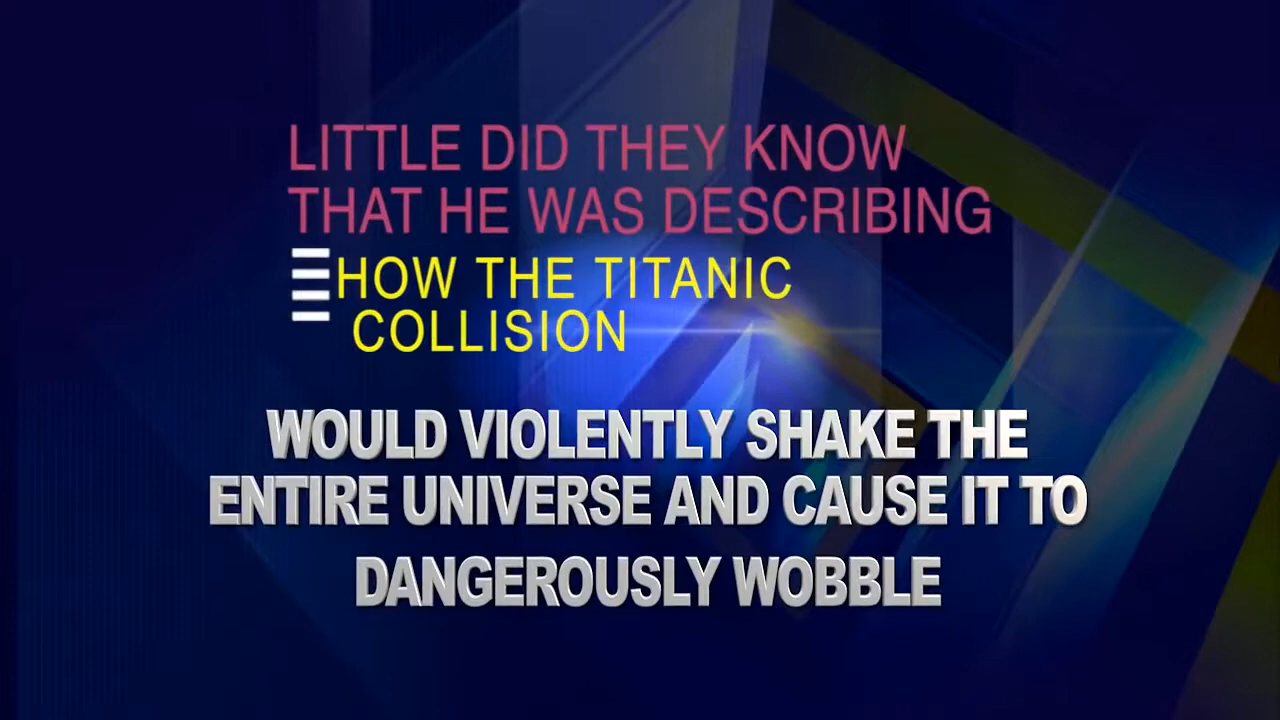 LITTLE DID THEY KNOW
THAT HE WAS DESCRIBING
HOW THE TITANIC
COLLISION
WOULD VIOLENTLY SHAKE THE
ENTIRE UNIVERSE AND CAUSE IT TO
DANGEROUSLY WOBBLE